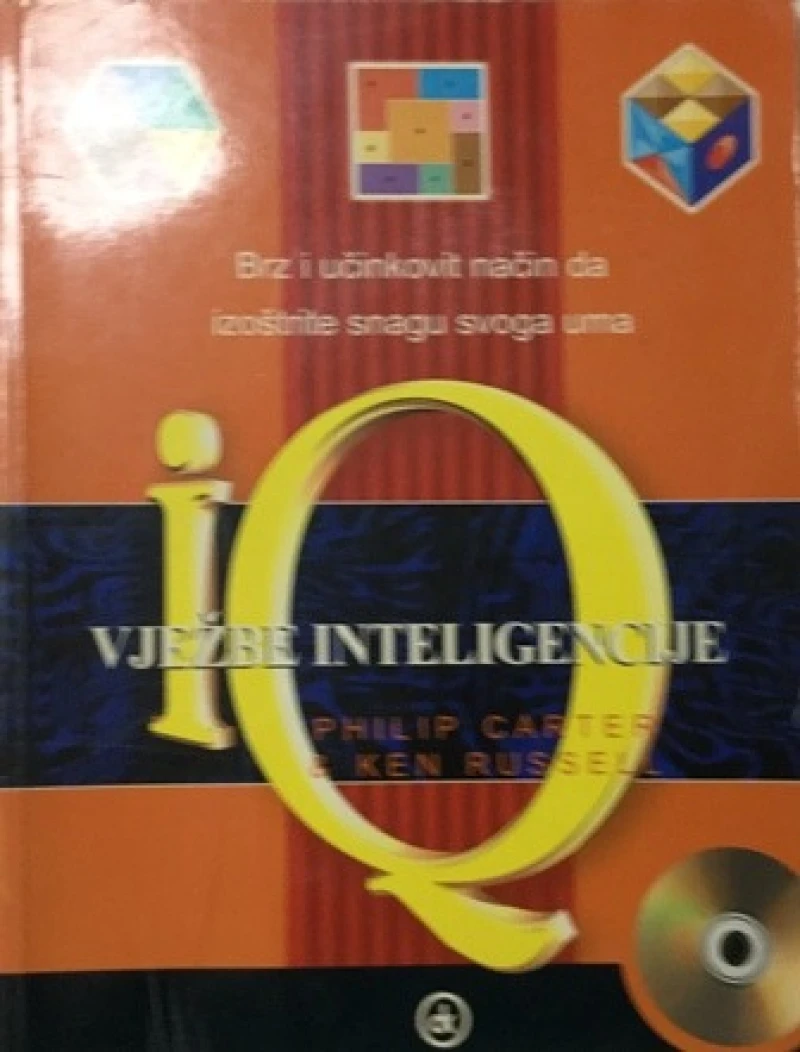 Brz i učinkovit način da
izoštrite snagu svoga uma
iQ
VJEŽBE INTELIGENCIJE
PHILIP CARTER
& KEN RUSSELL